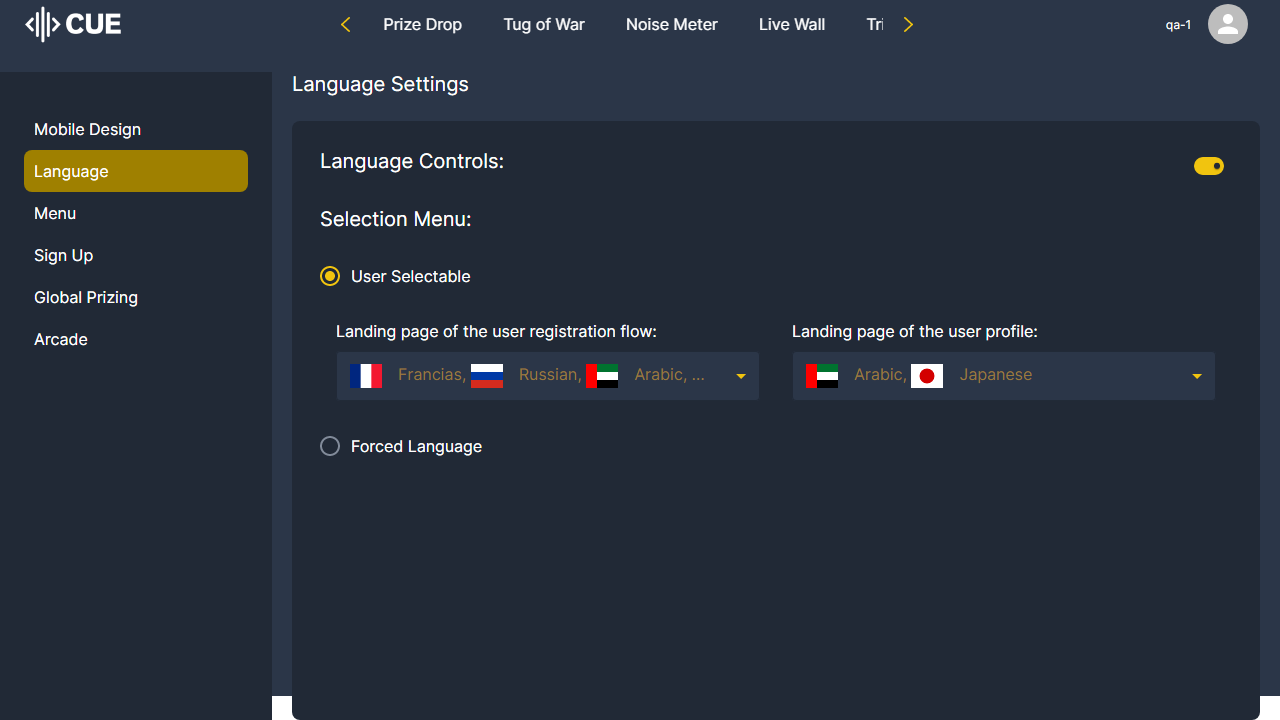 CUE
Prize Drop Tug of War Noise Meter Live Wall Tri
qa-1
Language Settings
Mobile Design
Language
Menu
Sign Up
Global Prizing
Arcade
Language Controls:
Selection Menu:
User Selectable
Landing page of the user registration flow: Landing page of the user profile:
Francias, Russian, Arabic, ... Arabic, Japanese
Forced Language